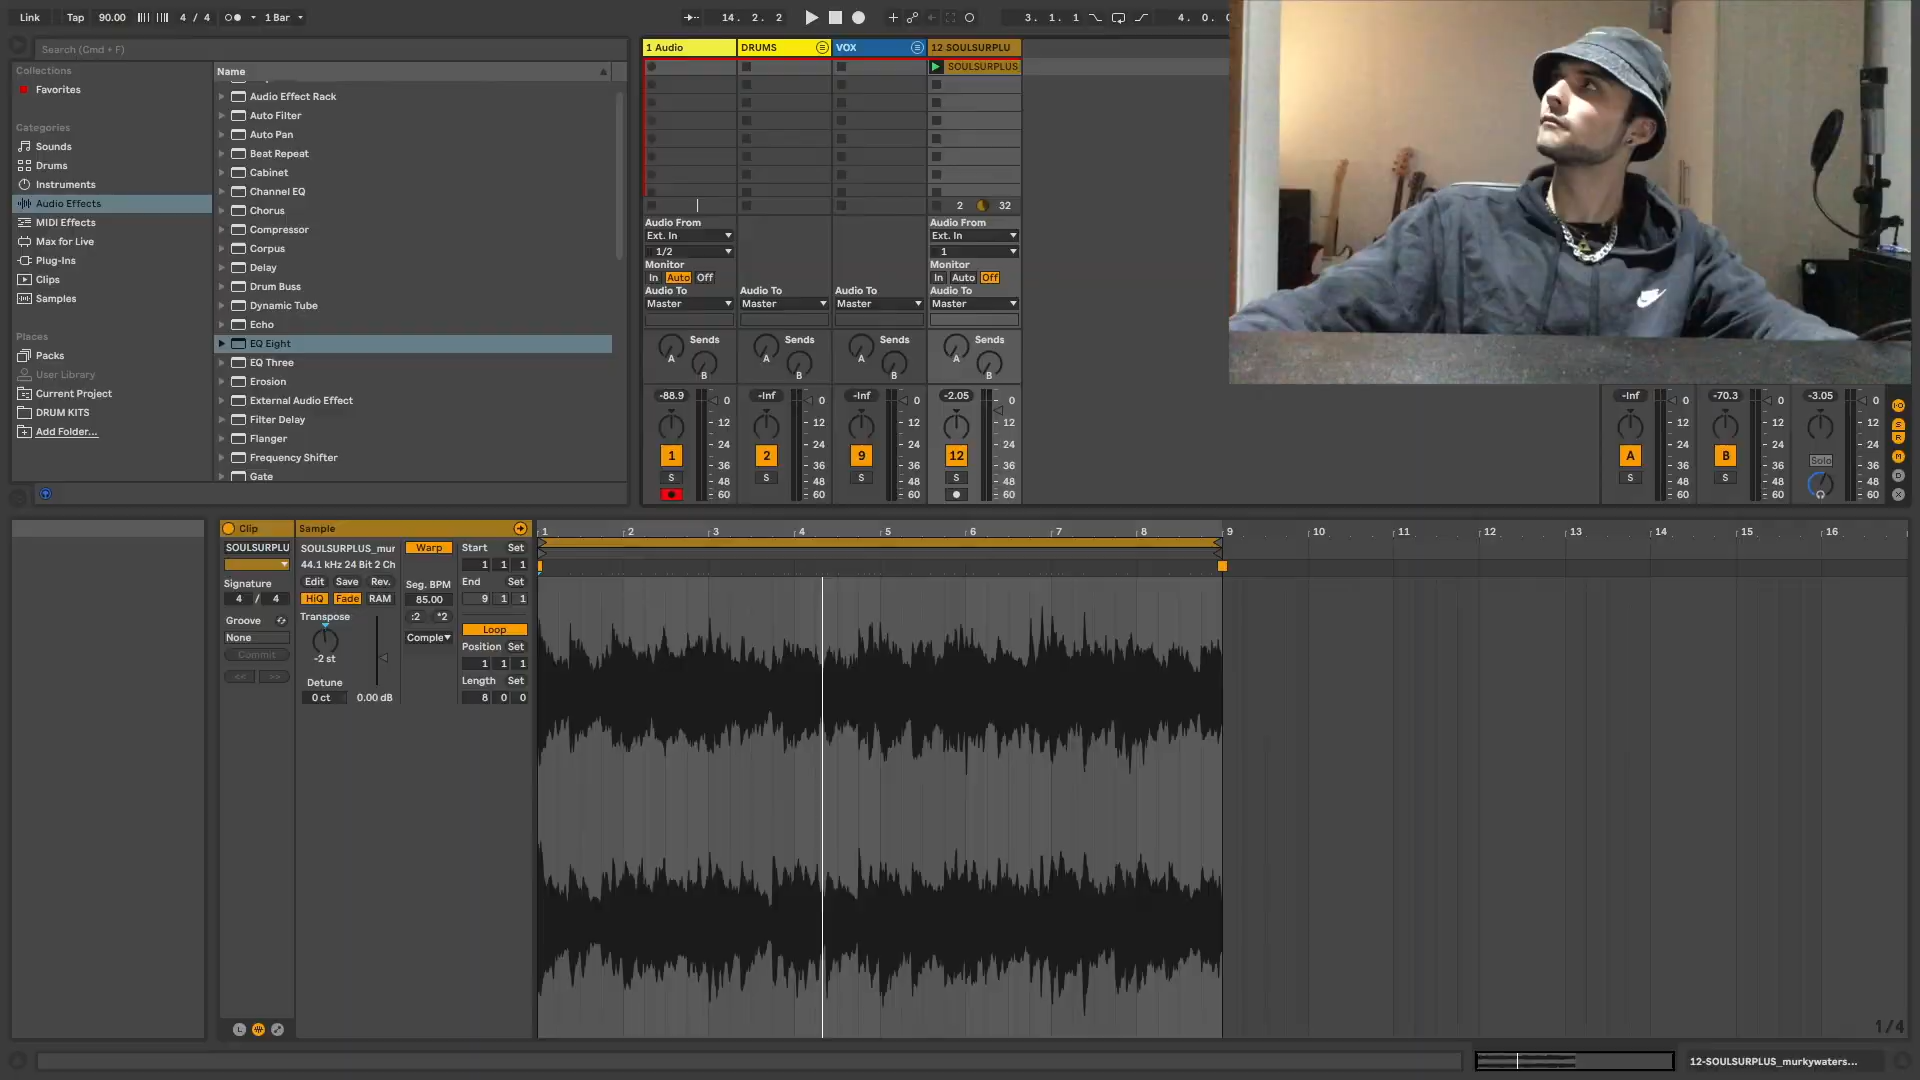 Link Tap 90.00 4 / 4 1 Bar 14. 2. 2 3. 1. 1 4. 0. 0
Search (Cmd + F)
Collections
Favorites
Categories
Sounds
Drums
Instruments
Audio Effects
MIDI Effects
Max for Live
Plug-Ins
Clips
Samples
Places
Packs
User Library
Current Project
DRUM KITS
Add Folder...
Name
Audio Effect Rack
Auto Filter
Auto Pan
Beat Repeat
Cabinet
Channel EQ
Chorus
Compressor
Corpus
Delay
Drum Buss
Dynamic Tube
Echo
EQ Eight
EQ Three
Erosion
External Audio Effect
Filter Delay
Flanger
Frequency Shifter
Gate
1 Audio DRUMS VOX 12 SOULSURPLU
SOULSURPLUS
2 32
Audio From Audio From
Ext. In Ext. In
1/2 1
Monitor Monitor
In Auto Off In Auto Off
Audio To Audio To Audio To Audio To
Master Master Master Master
Sends Sends Sends Sends
A A A A
B B B B
-88.9 0 -Inf 0 -Inf 0 -2.05 0 -Inf 0 -70.3 0 -3.05 0
12 12 12 12 12 12 12
24 24 24 24 24 24 24
1 2 9 12 A B Solo
36 36 36 36 36 36 36
S S S S S S
48 48 48 48 48 48 48
60 60 60 60 60 60 60
Clip Sample
SOULSURPLU SOULSURPLUS_mur Warp Start Set
44.1 kHz 24 Bit 2 Ch 1 1 1
Signature Edit Save Rev. Seg. BPM End Set
4 / 4 HiQ Fade RAM 85.00 9 1 1
Groove Transpose :2 *2
None -2 st Comple Loop
Commit Position Set
<< >> 1 1 1
Detune Length Set
0 ct 0.00 dB 8 0 0
1 2 3 4 5 6 7 8 9 10 11 12 13 14 15 16
1/4
12-SOULSURPLUS_murkywaters...